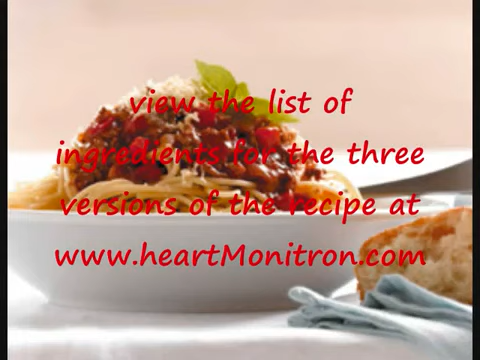 view the list of
ingredients for the three
versions of the recipe at
www.heartMonitron.com